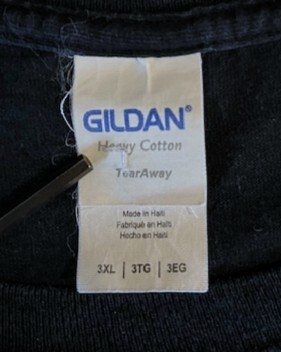 GILDAN®
Heavy Cotton
TearAway
Made in Haiti
Fabriqué en Haïti
Hecho en Haití
3XL | 3TG | 3EG